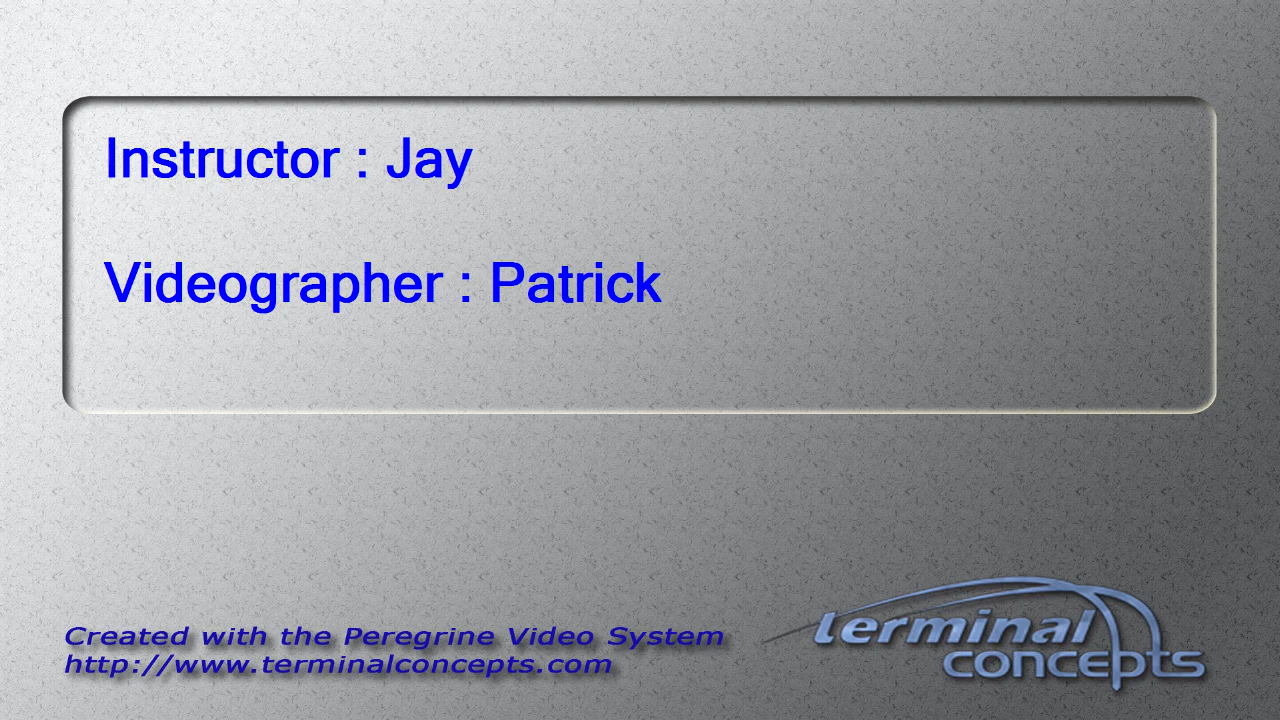 Instructor : Jay
Videographer : Patrick
Created with the Peregrine Video System
http://www.terminalconcepts.com
terminal
concepts